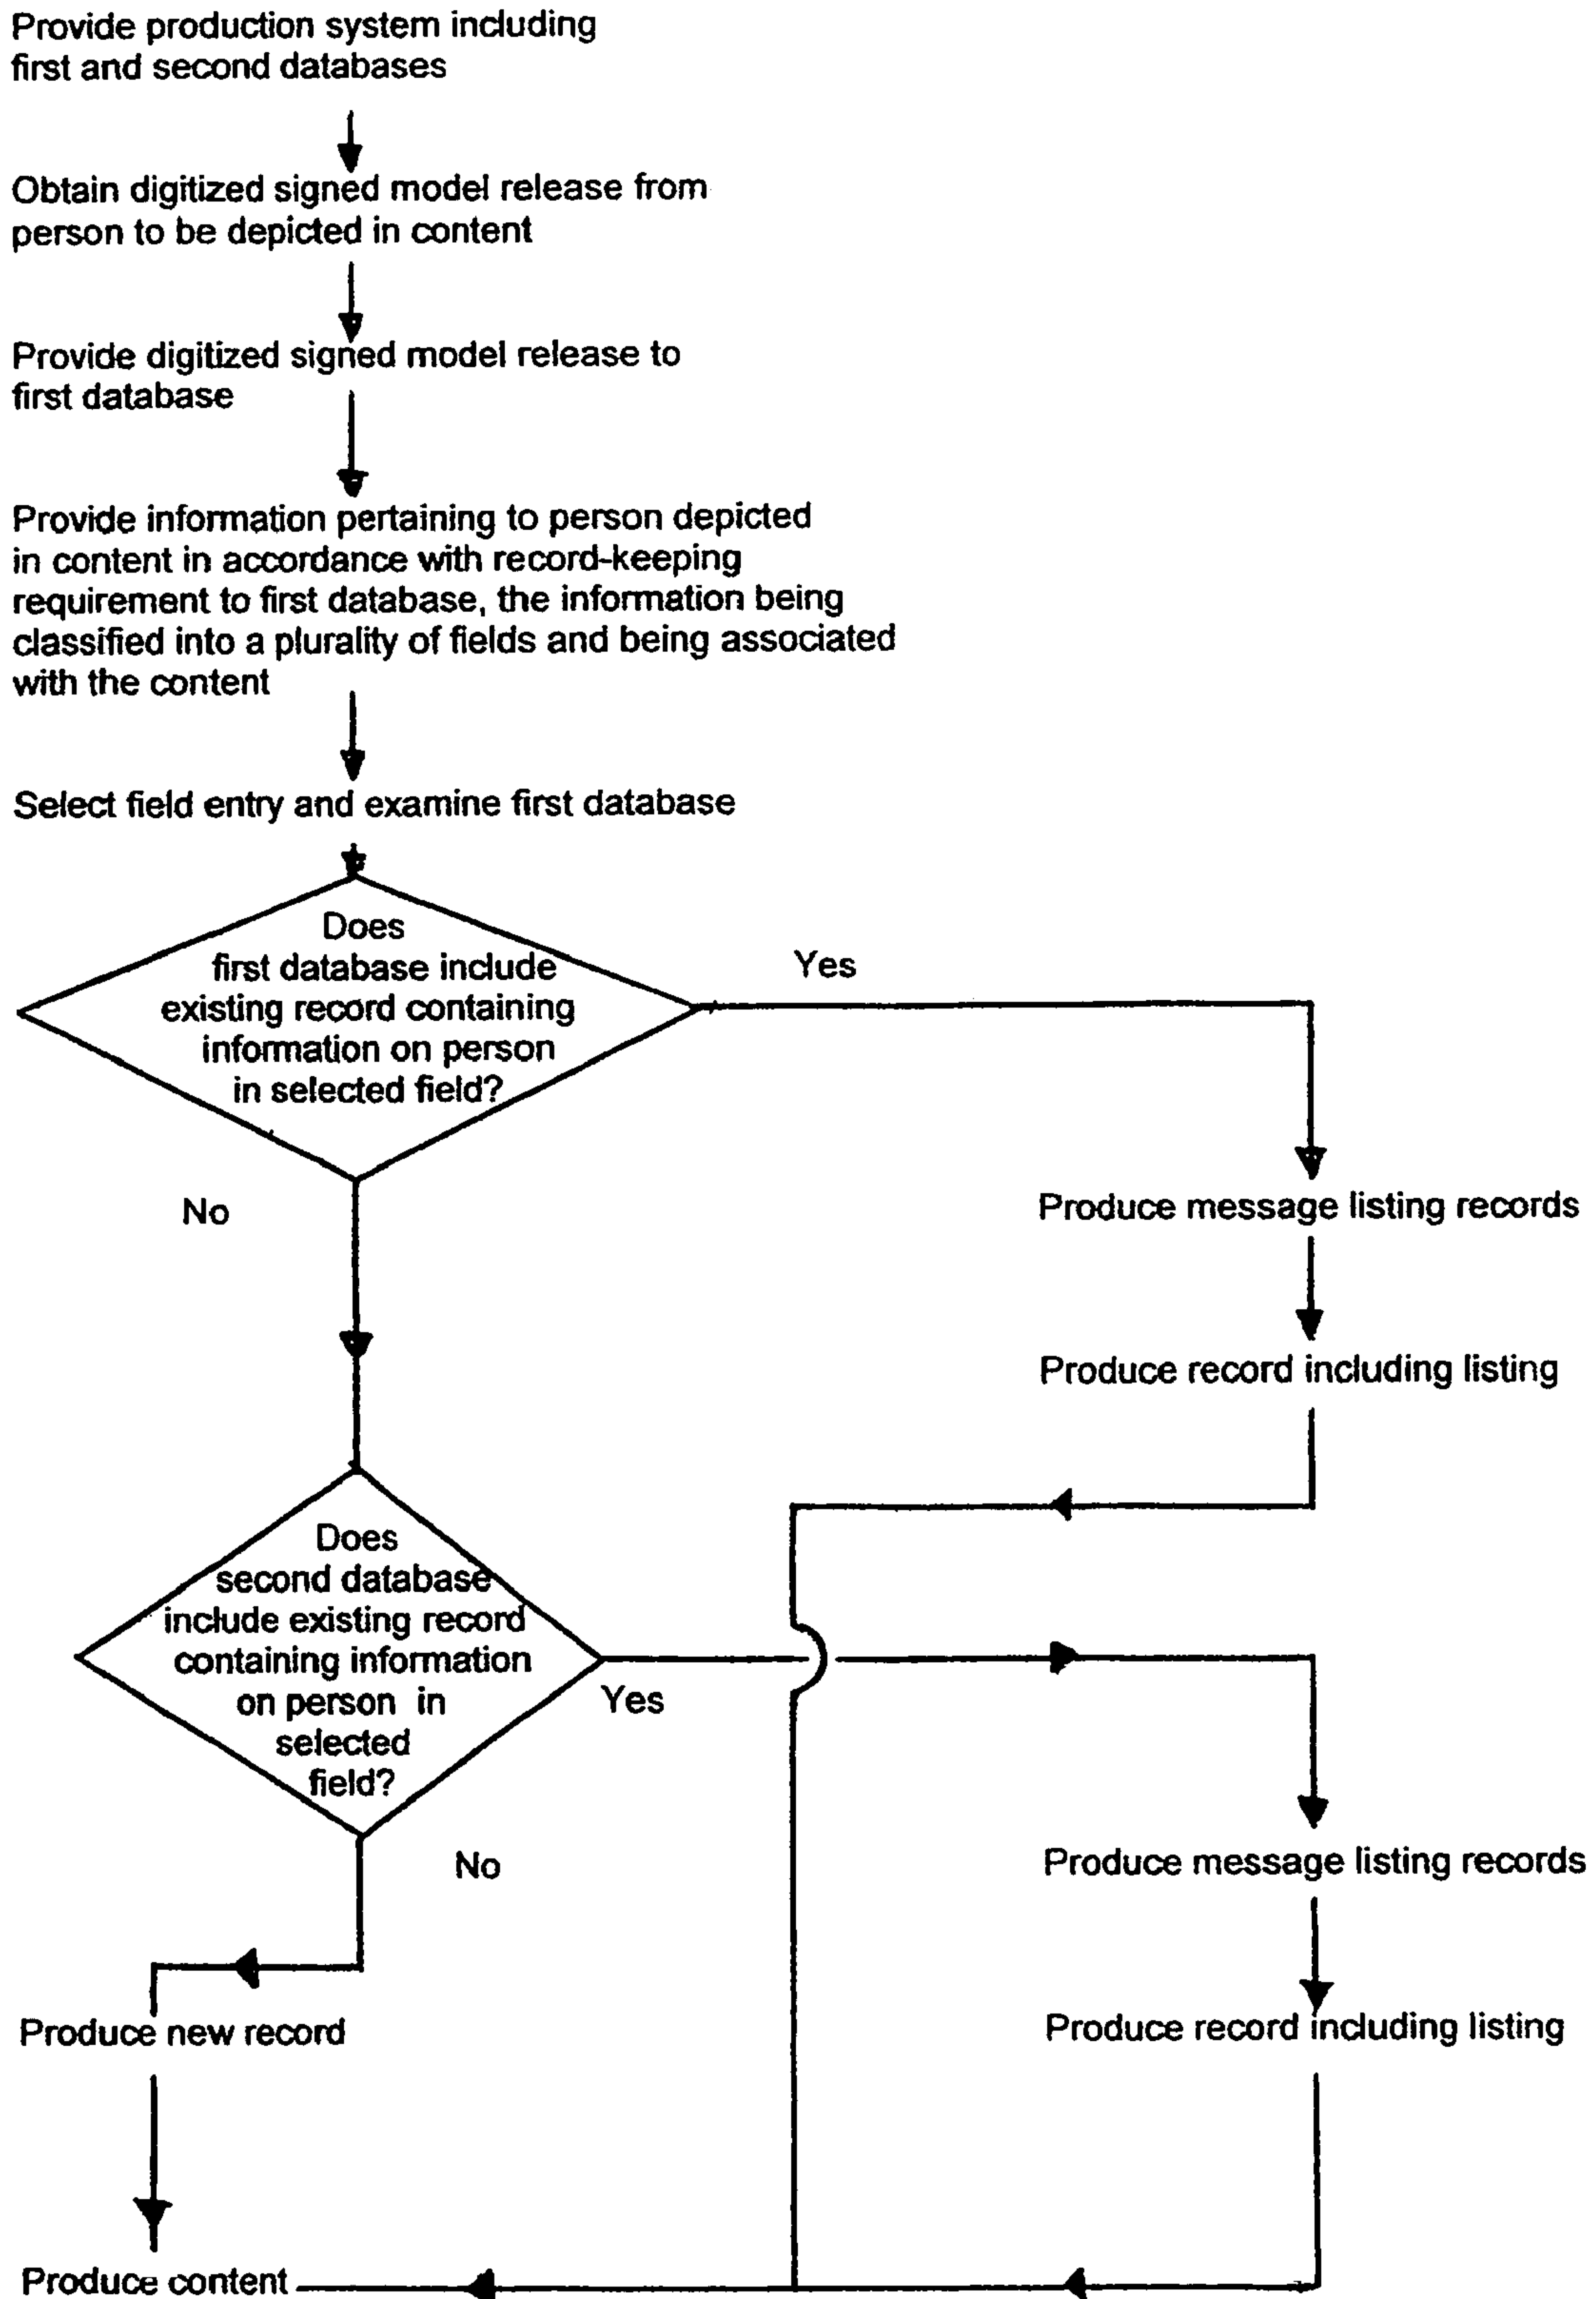 Provide production system including
first and second databases
Obtain digitized signed model release from
person to be depicted in content
Provide digitized signed model release to
first database
Provide information pertaining to person depicted
in content in accordance with record-keeping
requirement to first database, the information being
classified into a plurality of fields and being associated
with the content
Select field entry and examine first database
Does
first database include
existing record containing
information on person
in selected field?
Yes
No
Produce message listing records
Produce record including listing
Does
second database
include existing record
containing information
on person in
selected
field?
Yes
No
Produce message listing records
Produce record including listing
Produce new record
Produce content